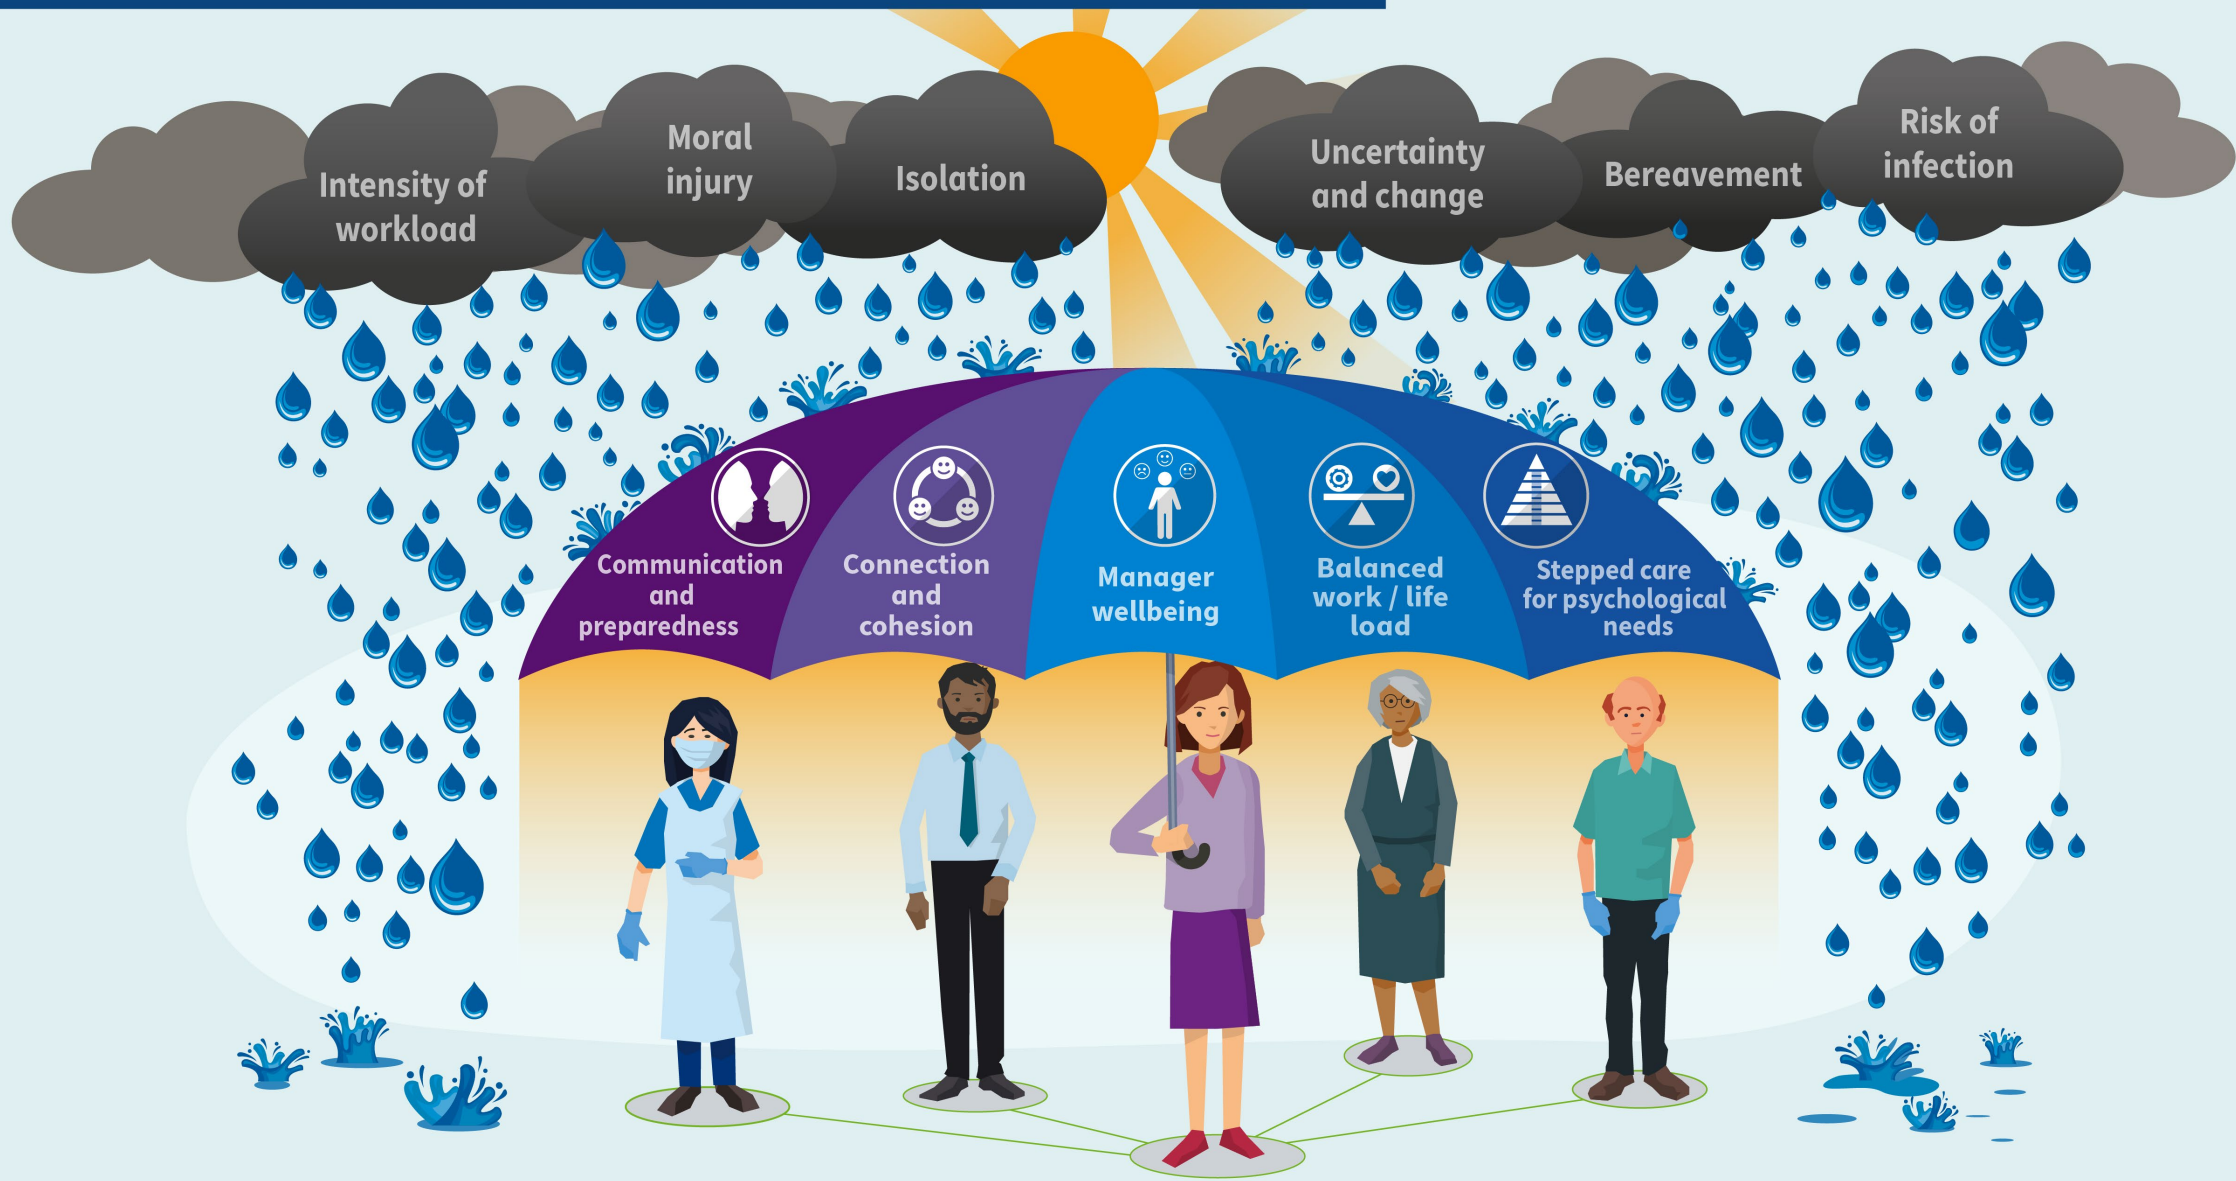 Intensity of
workload
Moral
injury
Isolation
Uncertainty
and change
Bereavement
Risk of
infection
Communication
and
preparedness
Connection
and
cohesion
Manager
wellbeing
Balanced
work / life
load
Stepped care
for psychological
needs